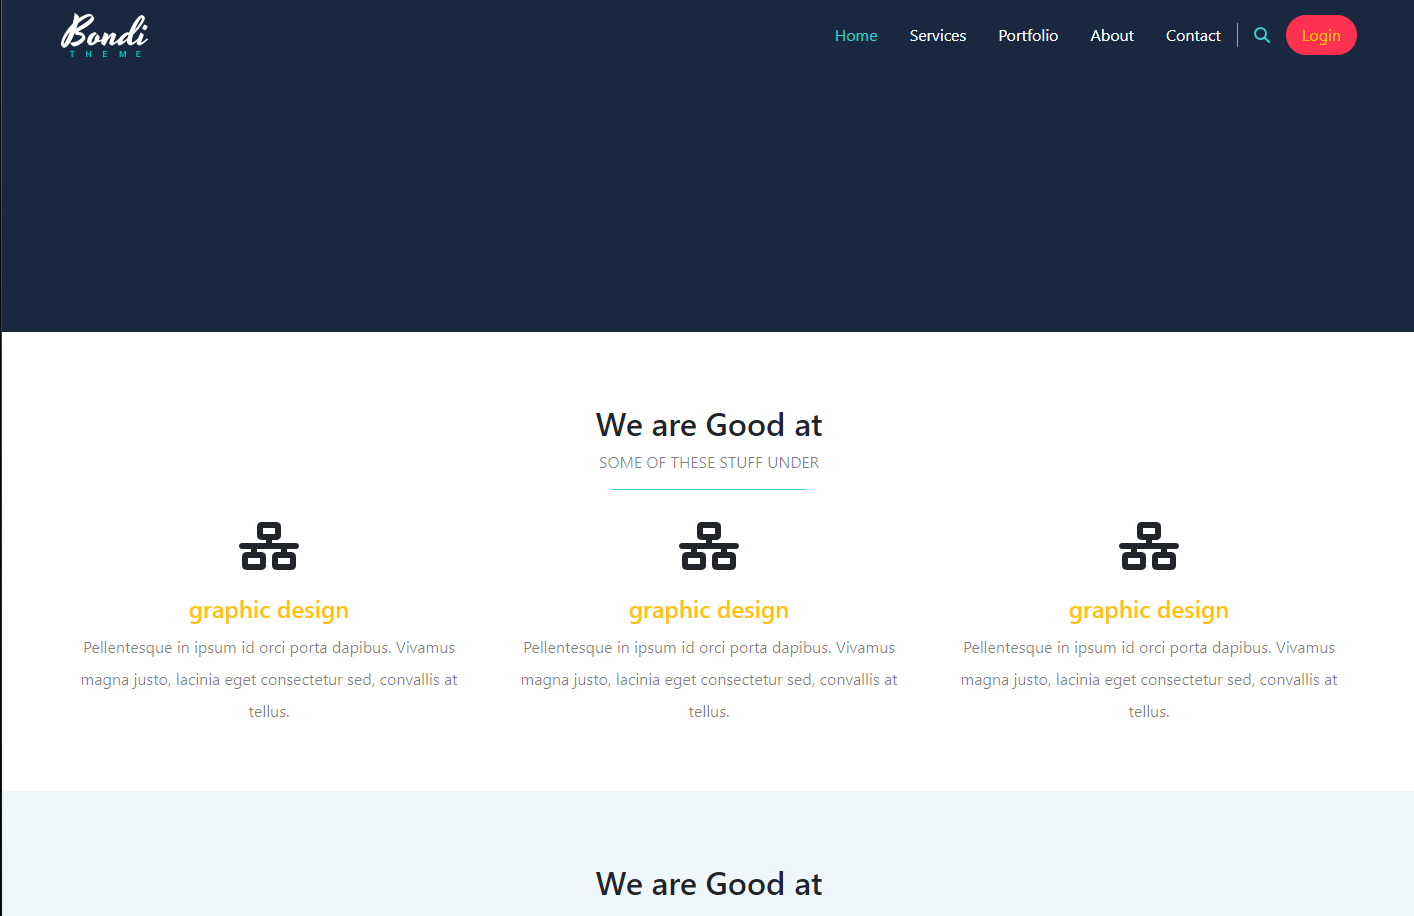 Bondi
THEME
Home Services Portfolio About Contact Login
We are Good at
SOME OF THESE STUFF UNDER
graphic design
Pellentesque in ipsum id orci porta dapibus. Vivamus
magna justo, lacinia eget consectetur sed, convallis at
tellus.
graphic design
Pellentesque in ipsum id orci porta dapibus. Vivamus
magna justo, lacinia eget consectetur sed, convallis at
tellus.
graphic design
Pellentesque in ipsum id orci porta dapibus. Vivamus
magna justo, lacinia eget consectetur sed, convallis at
tellus.
We are Good at